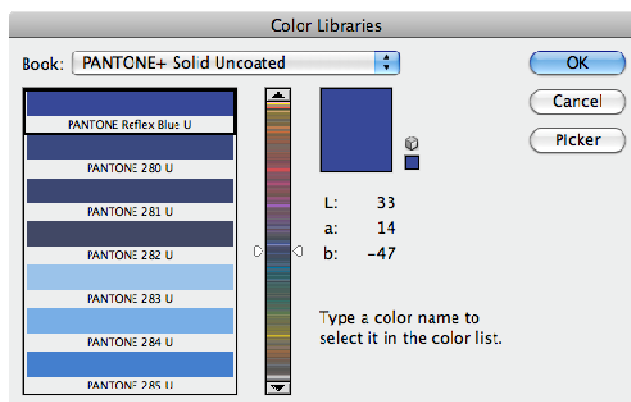 Color Libraries
Book: PANTONE+ Solid Uncoated
OK
Cancel
Picker
PANTONE Reflex Blue U
PANTONE 280 U
PANTONE 281 U
PANTONE 282 U
PANTONE 283 U
PANTONE 284 U
PANTONE 285 U
L: 33
a: 14
b: -47
Type a color name to
select it in the color list.